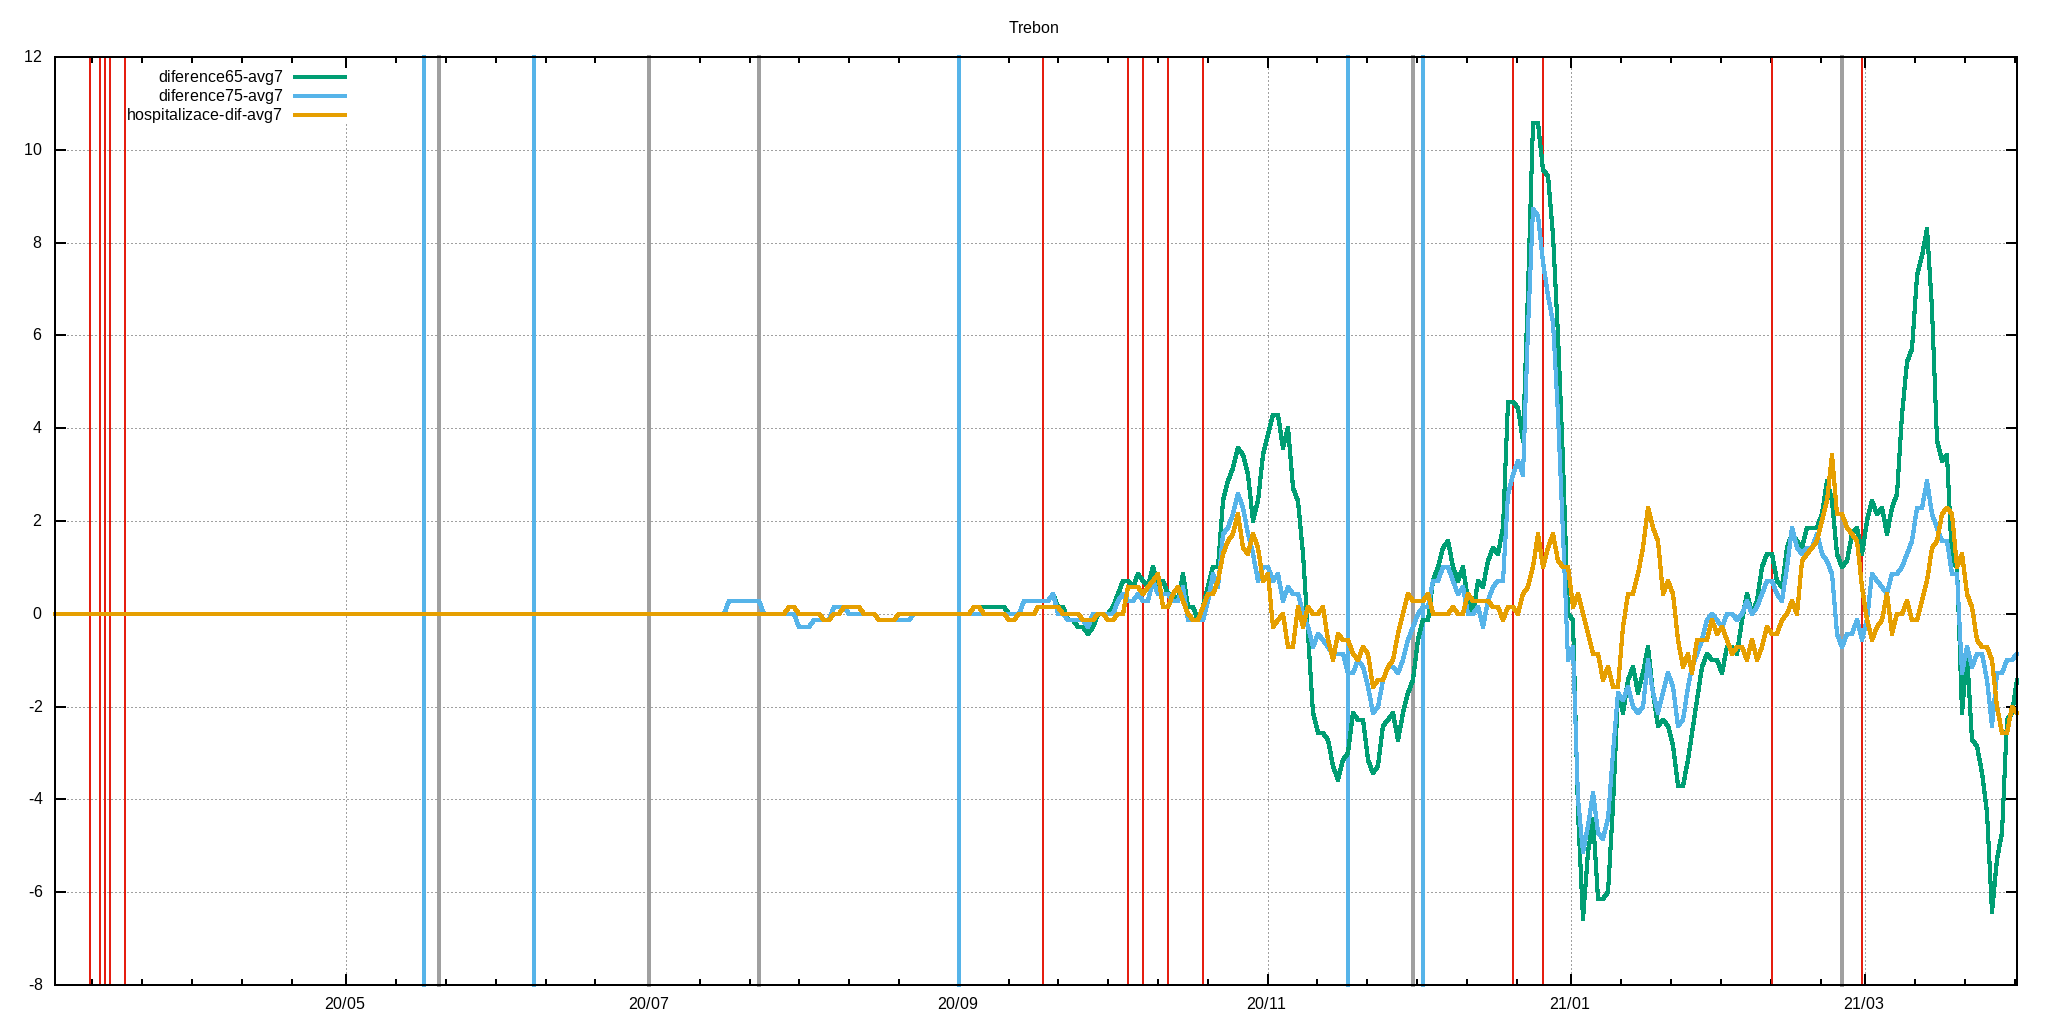 Trebon
12
diference65-avg7
diference75-avg7
hospitalizace-dif-avg7
10
8
6
4
2
0
-2
-4
-6
-8
20/05 20/07 20/09 20/11 21/01 21/03